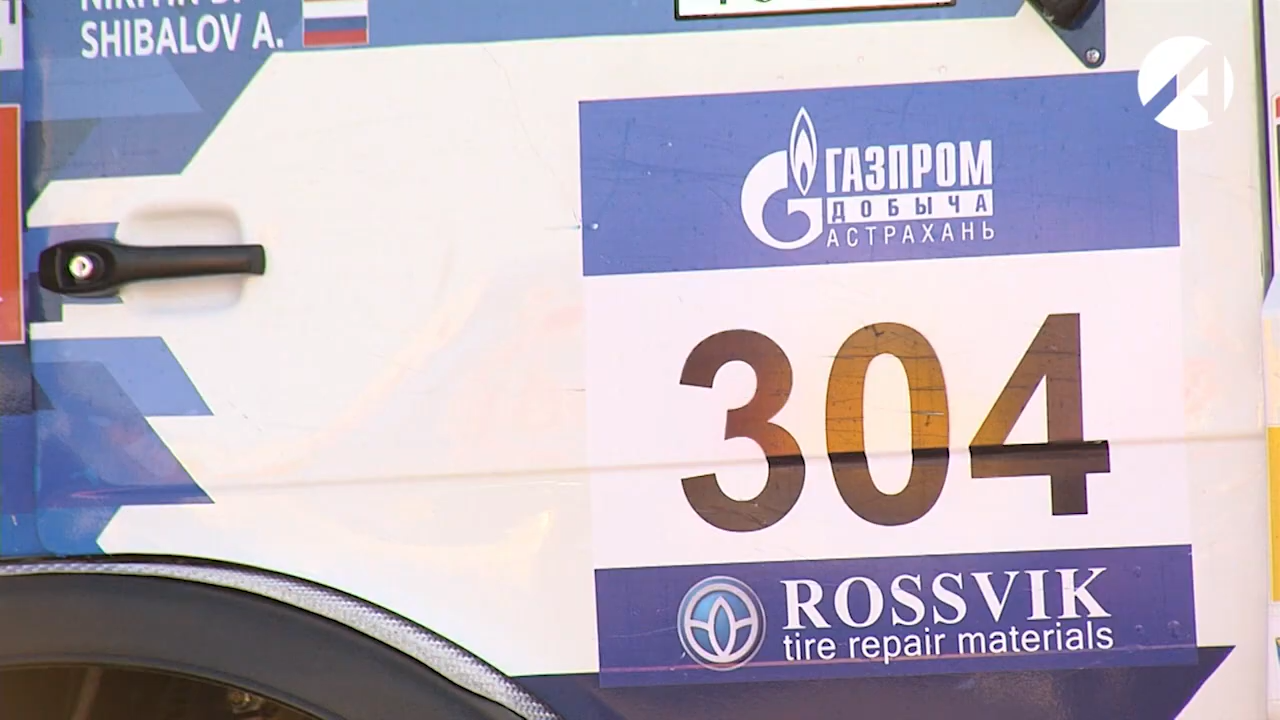 SHIBALOV A.
ГАЗПРОМ
ДОБЫЧА
АСТРАХАНЬ
304
ROSSVIK
tire repair materials